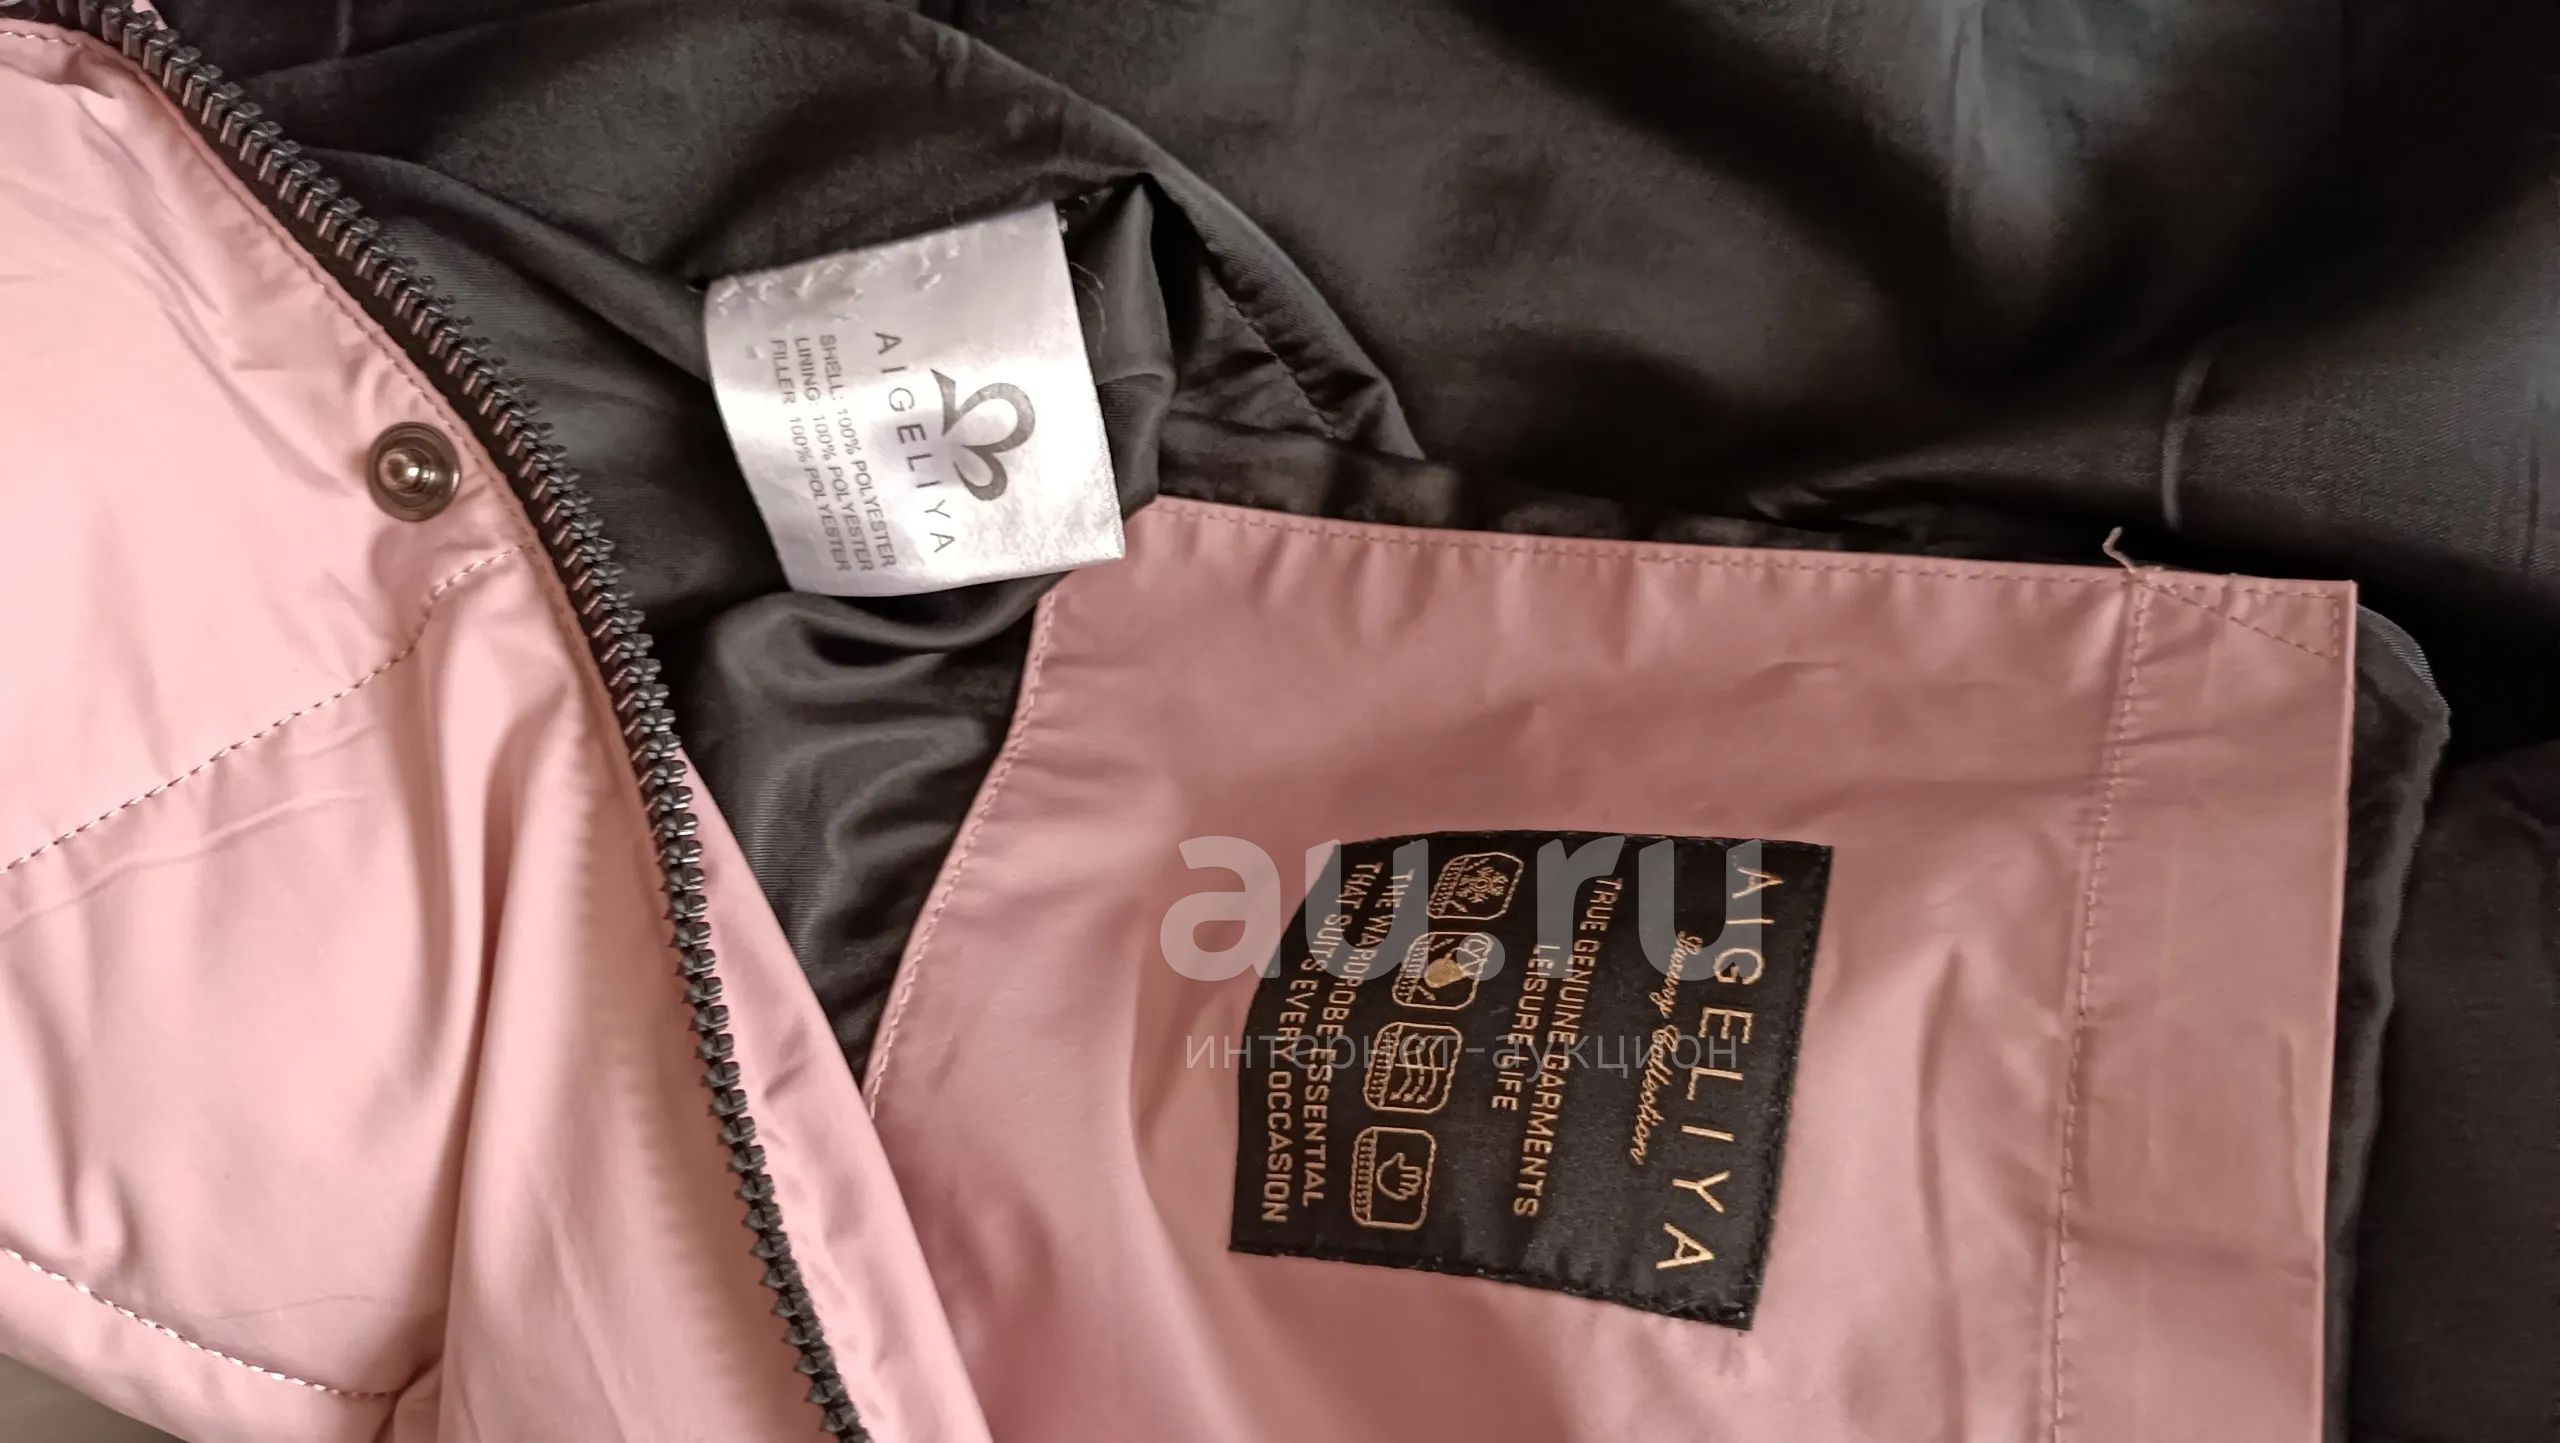 AIGELIYA
SHELL: 100% POLYESTER
LINING: 100% POLYESTER
FILLER 100% POLYESTER
AIGELIYA
Luxury Collection
TRUE GENUINE GARMENTS
LEISURE LIFE
THE WARDROBE ESSENTIAL
THAT SUITS EVERY OCCASION
au.ru
интернет-аукцион